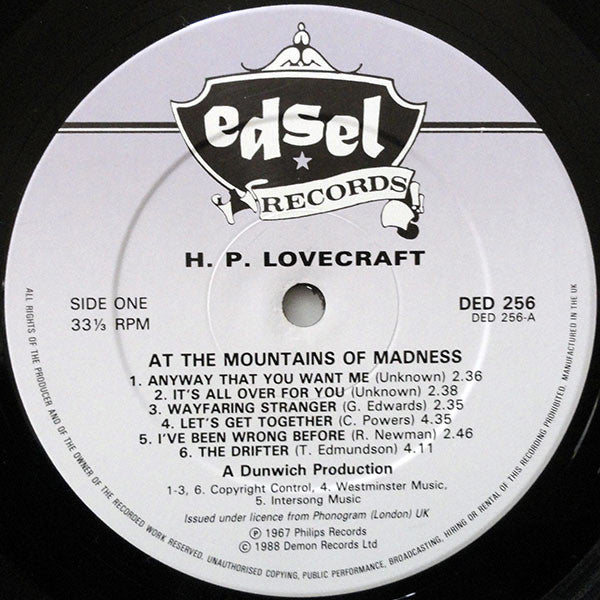 edsel
RECORDS
H. P. LOVECRAFT
SIDE ONE
33⅓ RPM
DED 256
DED 256-A
AT THE MOUNTAINS OF MADNESS
1. ANYWAY THAT YOU WANT ME (Unknown) 2.36
2. IT'S ALL OVER FOR YOU (Unknown) 2.38
3. WAYFARING STRANGER (G. Edwards) 2.35
4. LET'S GET TOGETHER (C. Powers) 4.35
5. I'VE BEEN WRONG BEFORE (R. Newman) 2.46
6. THE DRIFTER (T. Edmundson) 4.11
A Dunwich Production
1-3, 6. Copyright Control, 4. Westminster Music,
5. Intersong Music
Issued under licence from Phonogram (London) UK
℗ 1967 Philips Records
© 1988 Demon Records Ltd
ALL RIGHTS OF THE PRODUCER AND OF THE OWNER OF THE RECORDED WORK RESERVED. UNAUTHORISED COPYING, PUBLIC PERFORMANCE, BROADCASTING, HIRING OR RENTAL OF THIS RECORDING PROHIBITED. MANUFACTURED IN THE UK